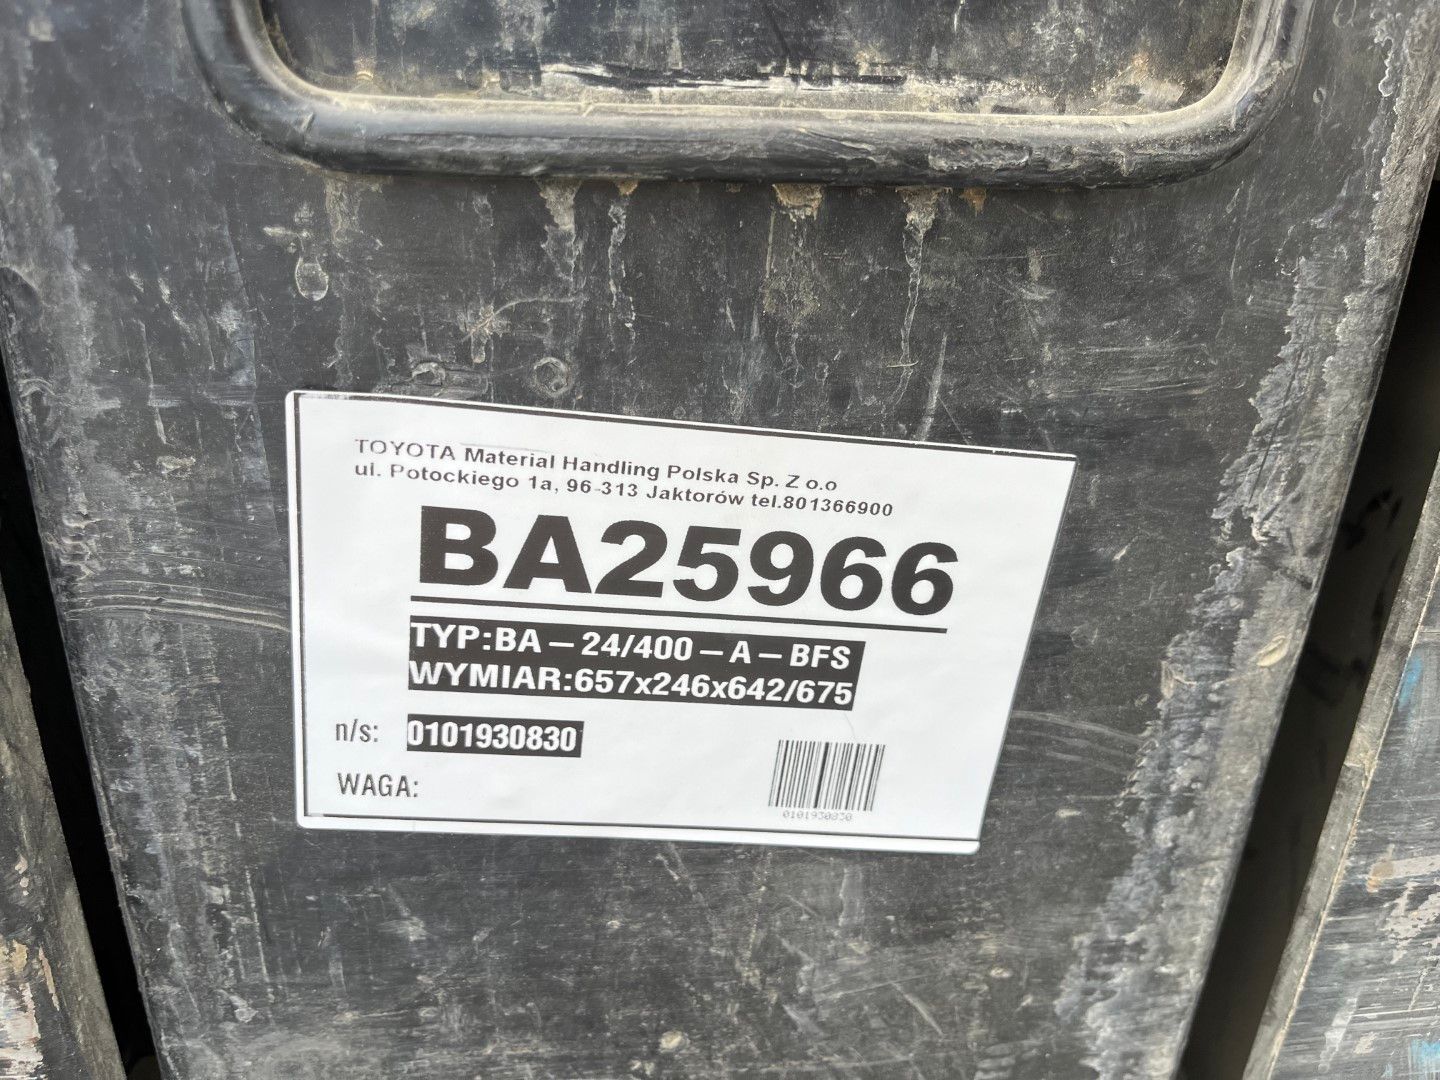 TOYOTA Material Handling Polska Sp. Z o.o
ul. Potockiego 1a, 96-313 Jaktorów tel.801366900
BA25966
TYP:BA – 24/400 – A – BFS
WYMIAR:657x246x642/675
n/s: 0101930830
WAGA:
0101930830